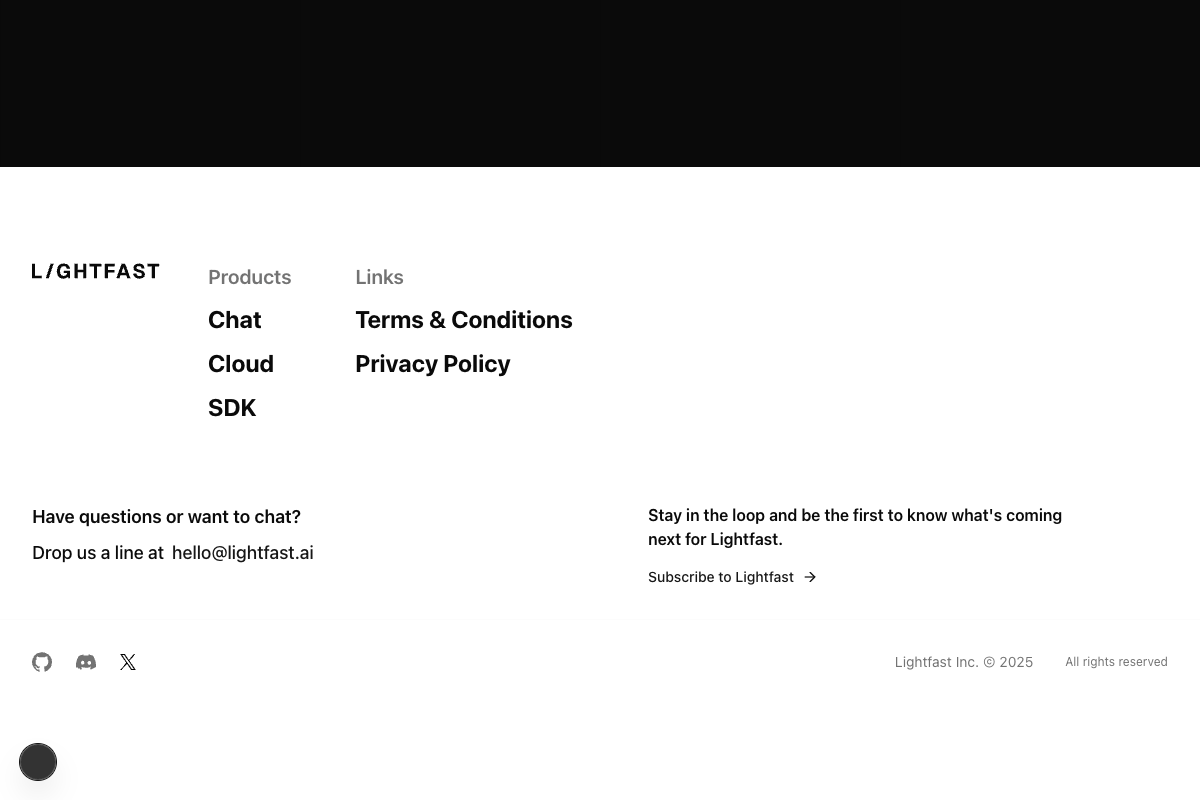 L/GHTFAST
Products
Chat
Cloud
SDK
Links
Terms & Conditions
Privacy Policy
Have questions or want to chat?
Drop us a line at hello@lightfast.ai
Stay in the loop and be the first to know what's coming
next for Lightfast.
Subscribe to Lightfast →
Lightfast Inc. © 2025
All rights reserved